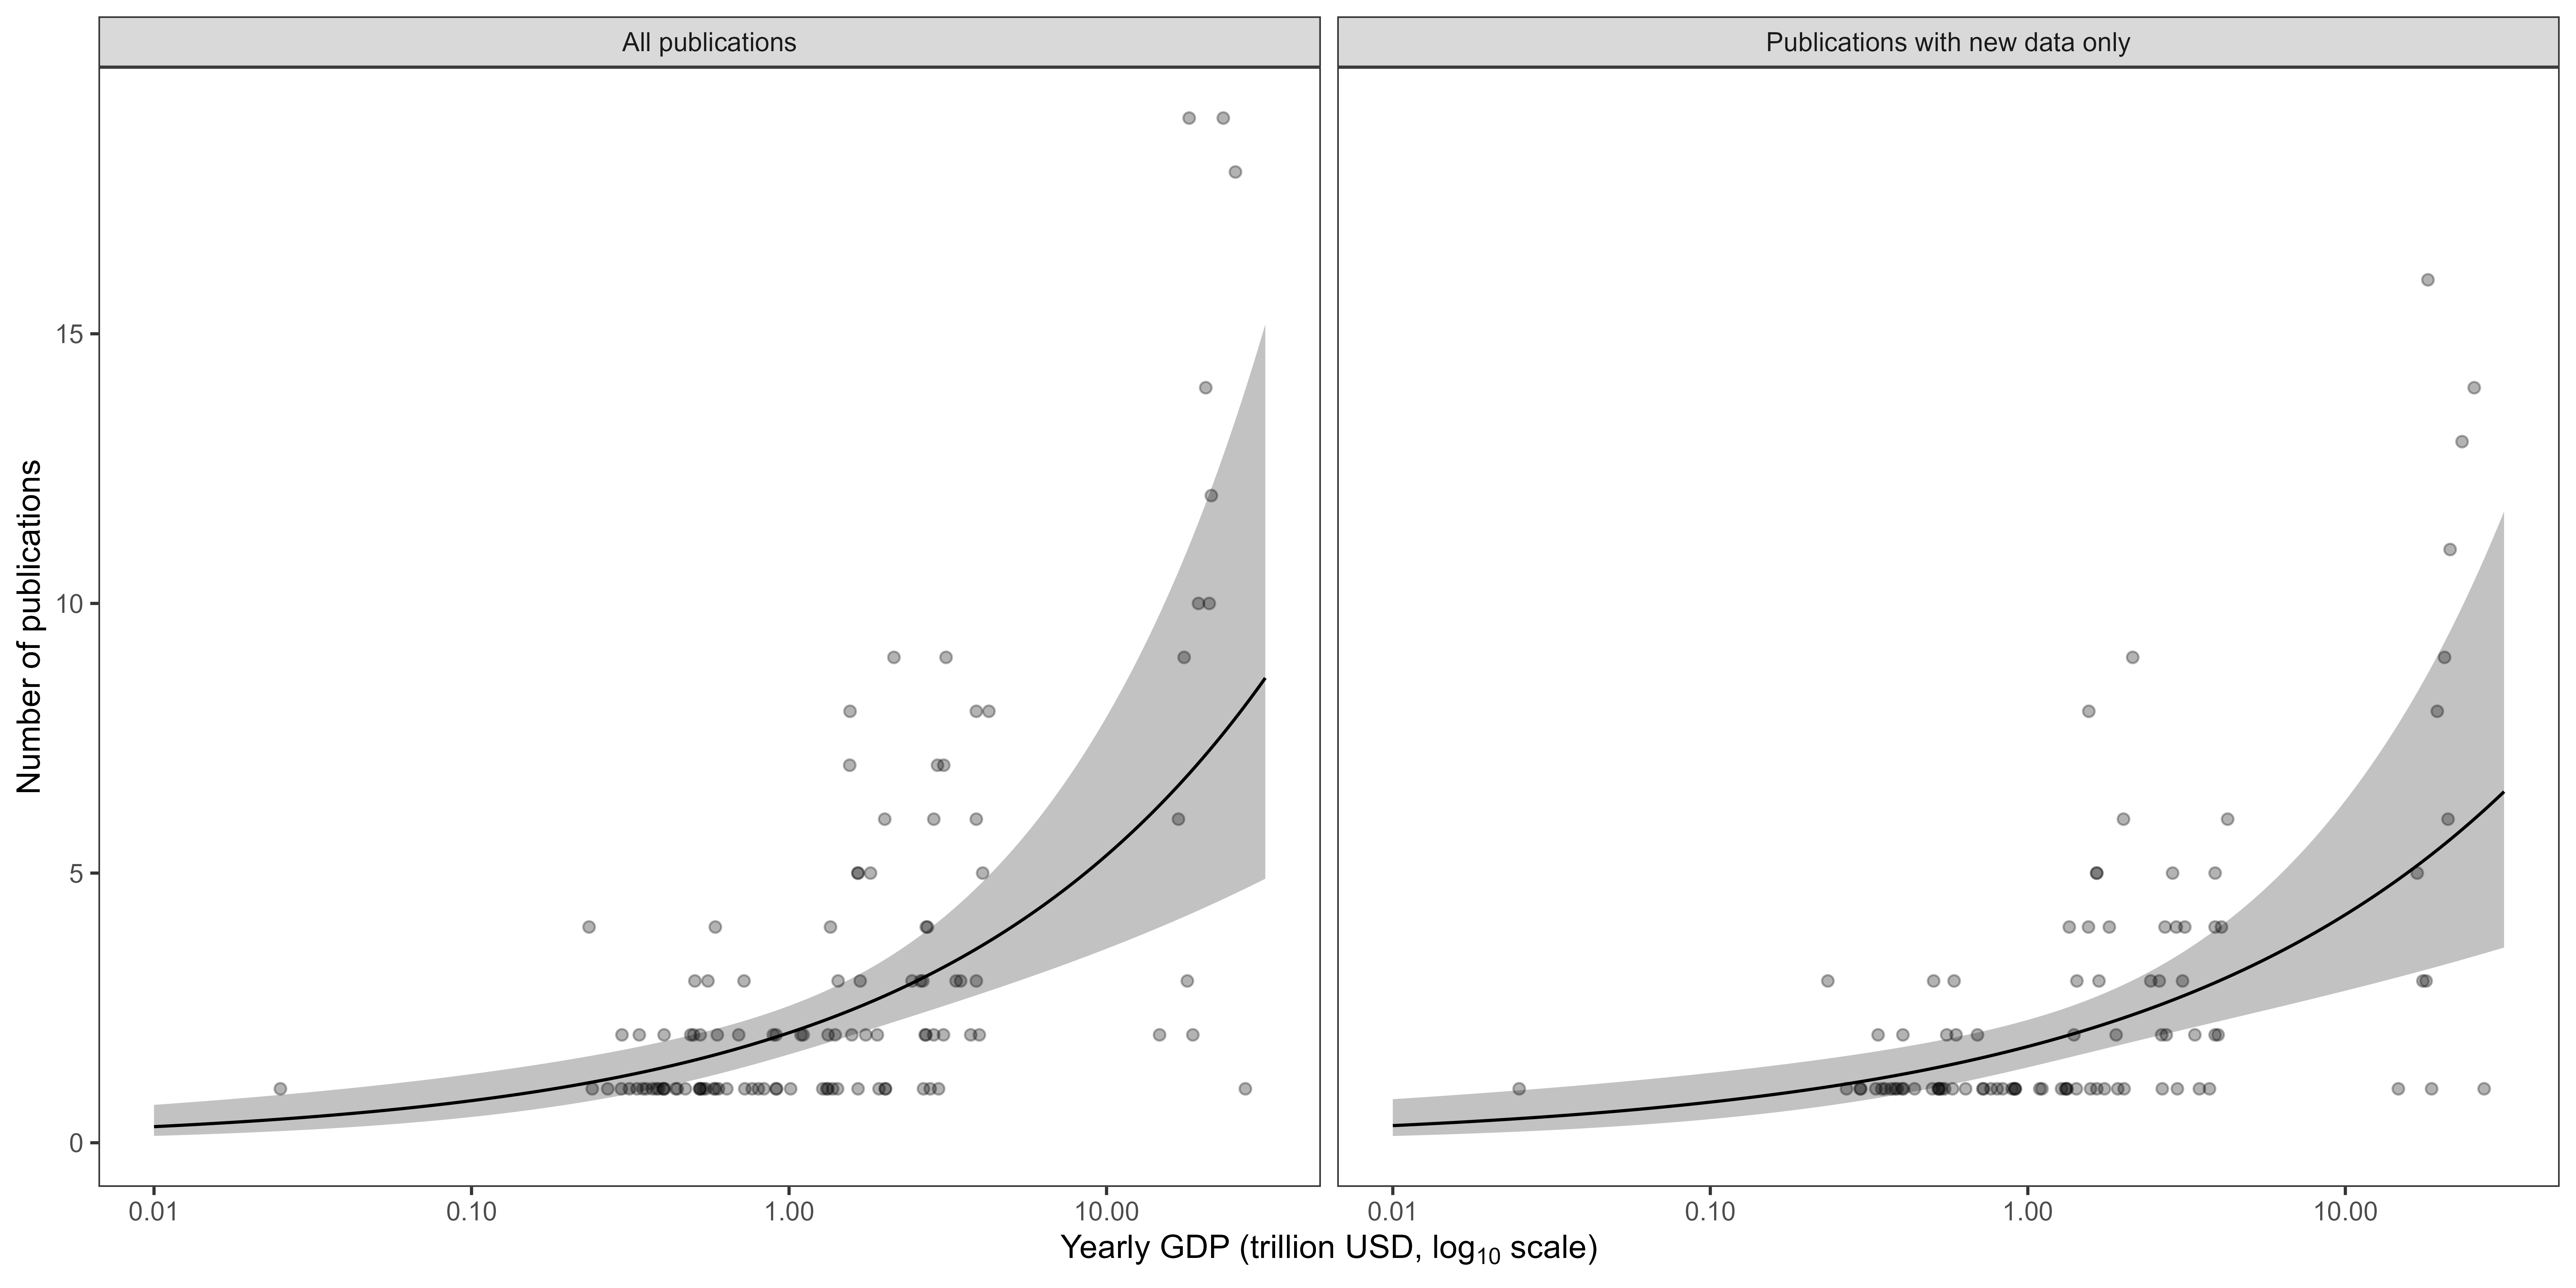 All publications
Publications with new data only
Number of publications
15
10
5
0
0.01 0.10 1.00 10.00
0.01 0.10 1.00 10.00
Yearly GDP (trillion USD, log₁₀ scale)